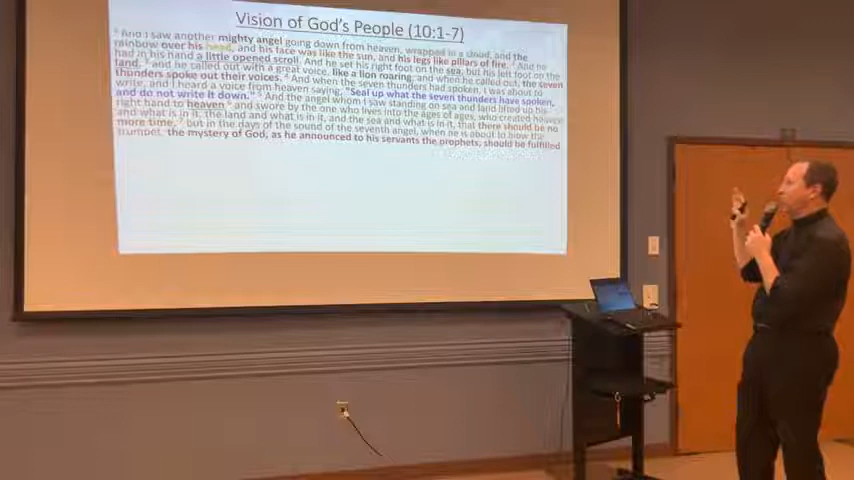 Vision of God's People (10:1-7)
¹ And I saw another mighty angel going down from heaven, wrapped in a cloud, and the
rainbow over his head, and his face was like the sun, and his legs like pillars of fire. ² And he
had in his hand a little opened scroll. And he set his right foot on the sea, but his left foot on the
land, ³ and he called out with a great voice, like a lion roaring; and when he called out, the seven
thunders spoke out their voices. ⁴ And when the seven thunders had spoken, I was about to
write, and I heard a voice from heaven saying, "Seal up what the seven thunders have spoken,
and do not write it down." ⁵ And the angel whom I saw standing on sea and land lifted up his
right hand to heaven ⁶ and swore by the one who lives into the ages of ages, who created heaven
and what is in it, the land and what is in it, and the sea and what is in it, that there should be no
more time, ⁷ but in the days of the sound of the seventh angel, when he is about to blow the
trumpet, the mystery of God, as he announced to his servants the prophets, should be fulfilled